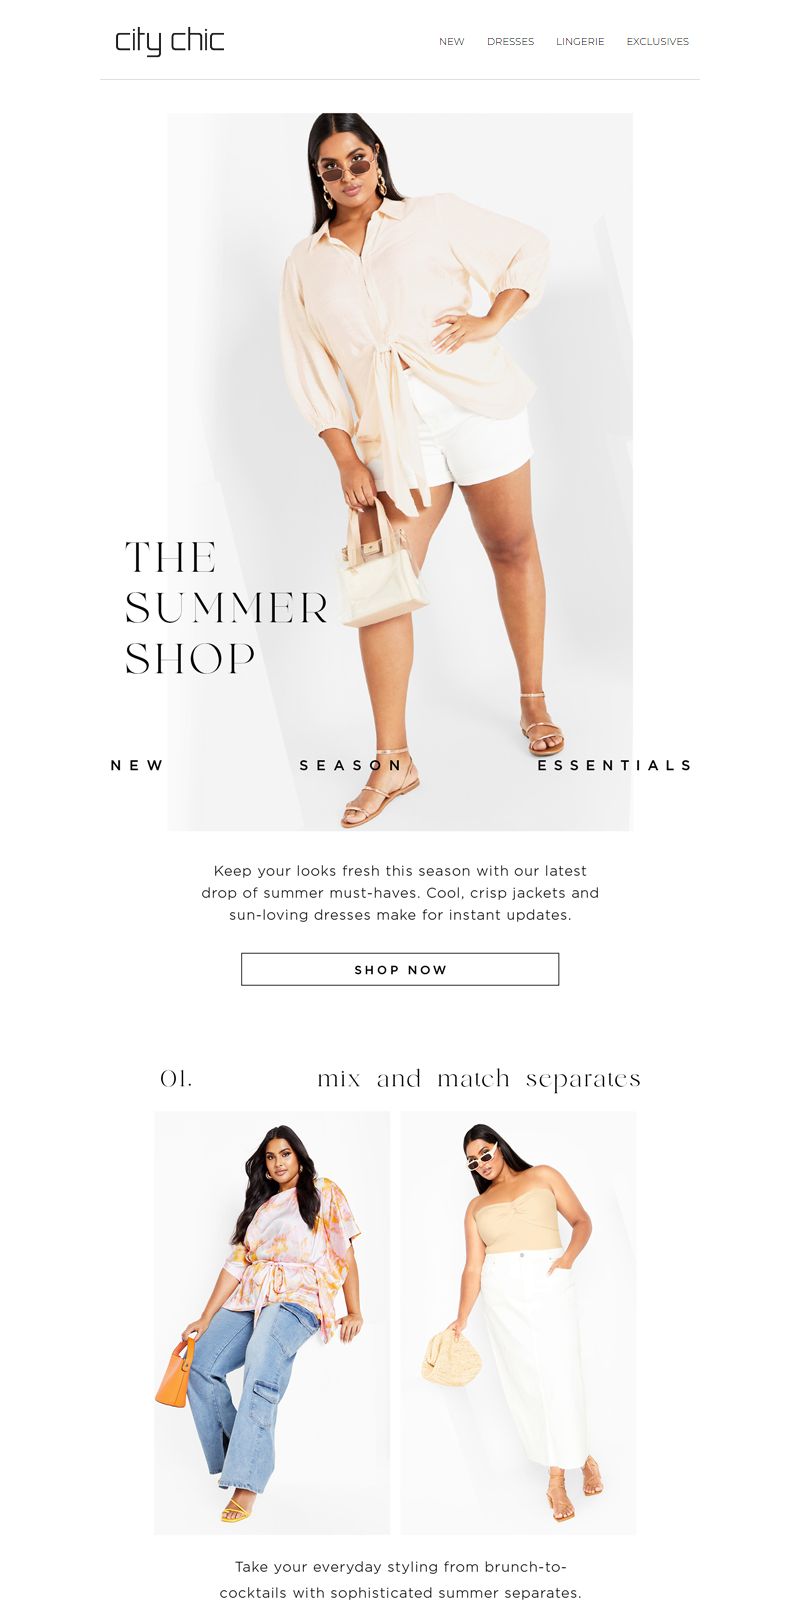 city chic
NEW DRESSES LINGERIE EXCLUSIVES
THE
SUMMER
SHOP
NEW SEASON ESSENTIALS
Keep your looks fresh this season with our latest
drop of summer must-haves. Cool, crisp jackets and
sun-loving dresses make for instant updates.
SHOP NOW
01. mix and match separates
Take your everyday styling from brunch-to-
cocktails with sophisticated summer separates.